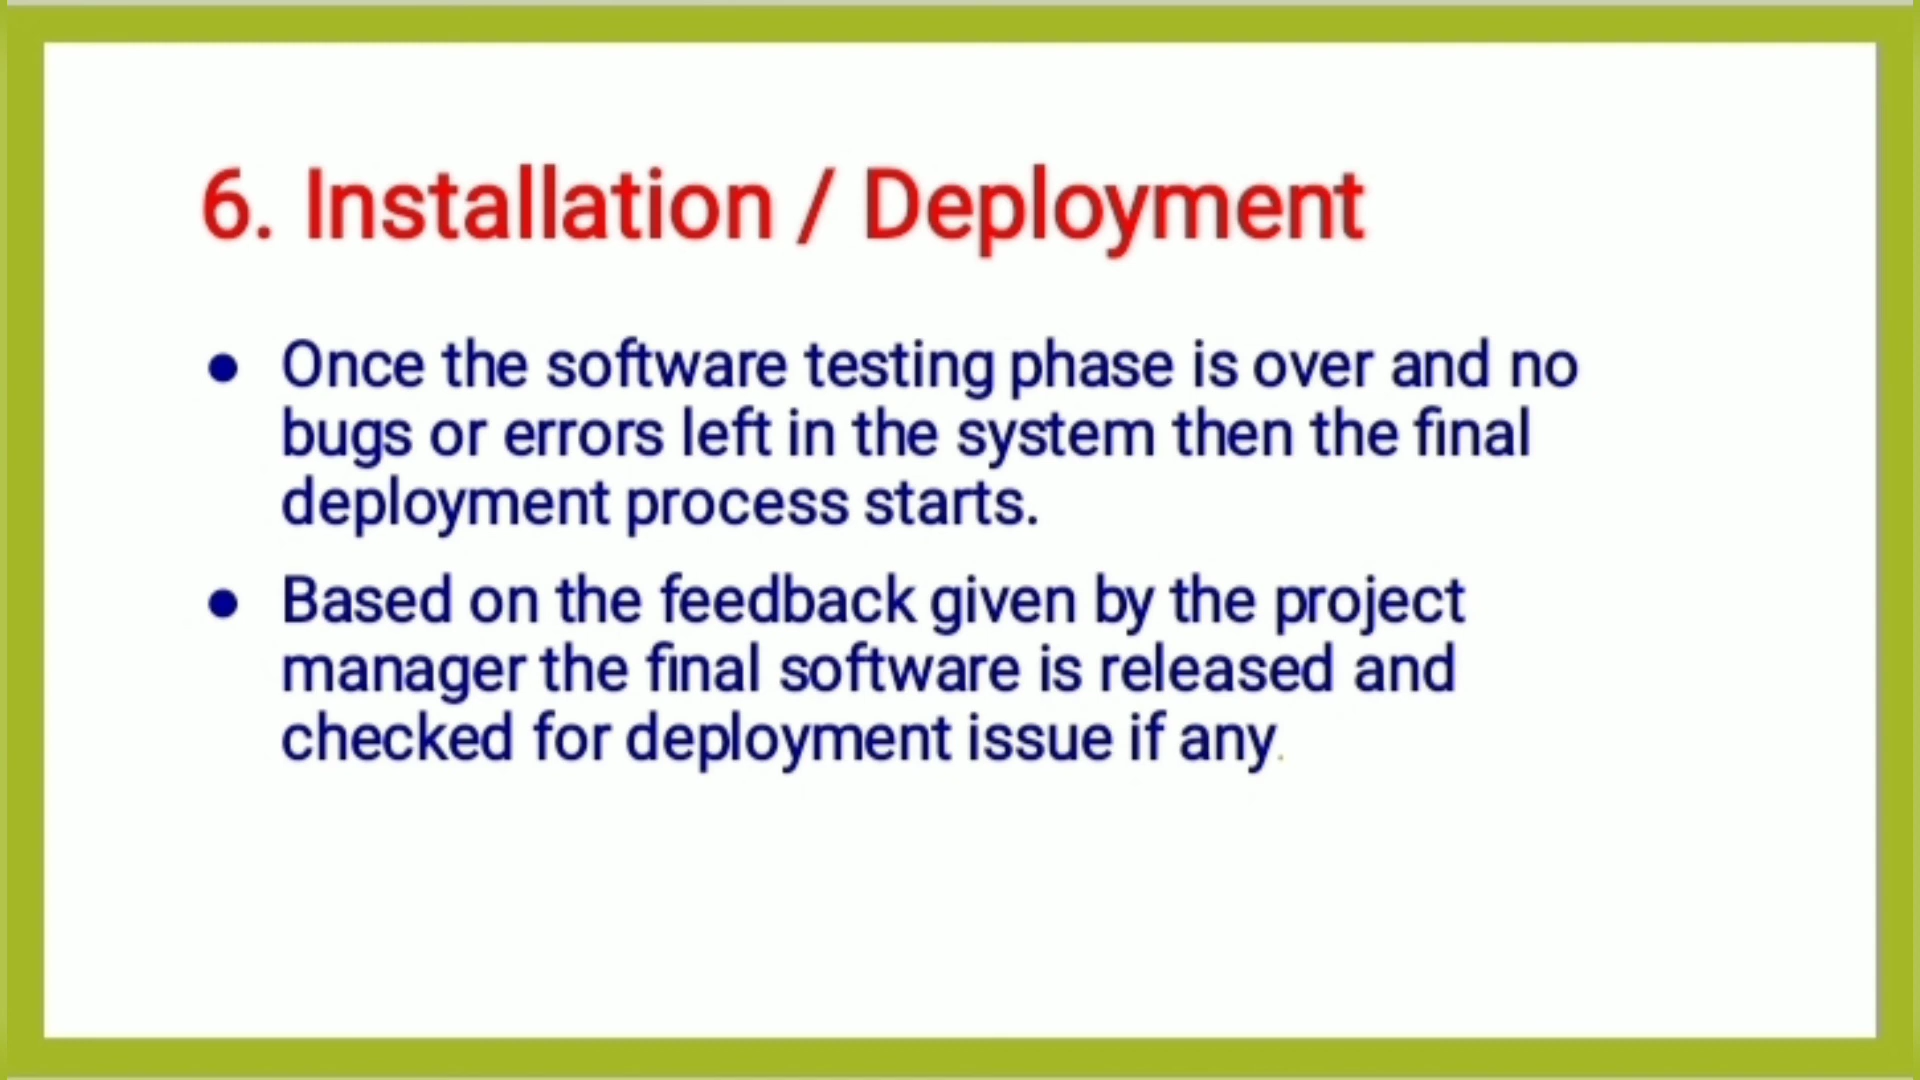 6. Installation / Deployment
● Once the software testing phase is over and no
bugs or errors left in the system then the final
deployment process starts.
● Based on the feedback given by the project
manager the final software is released and
checked for deployment issue if any.